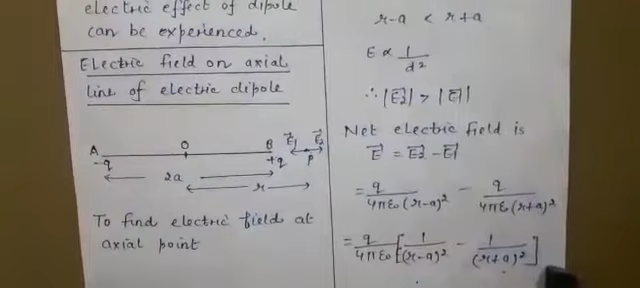 electric effect of dipole
can be experienced.
Electric field on axial
line of electric dipole
A O B E⃗1 E⃗2
-q +q P
2a
r
To find electric field at
axial point
r-a < r+a
E ∝ 1/d²
∴ |E⃗2| > |E⃗1|
Net electric field is
E⃗ = E⃗2 - E⃗1
= q/4πε₀(r-a)² - q/4πε₀(r+a)²
= q/4πε₀ [1/(r-a)² - 1/(r+a)²]